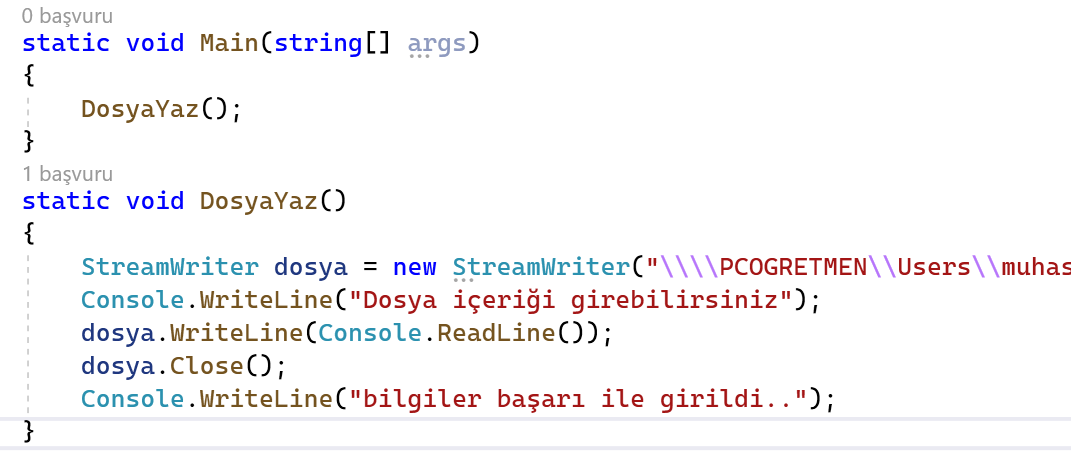 0 başvuru
static void Main(string[] args)
{
DosyaYaz();
}
1 başvuru
static void DosyaYaz()
{
StreamWriter dosya = new StreamWriter("\\\\PCOGRETMEN\\Users\\muhas
Console.WriteLine("Dosya içeriği girebilirsiniz");
dosya.WriteLine(Console.ReadLine());
dosya.Close();
Console.WriteLine("bilgiler başarı ile girildi..");
}